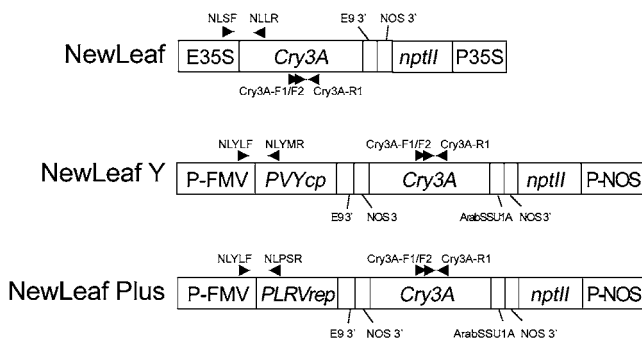 NLSF NLLR E9 3' NOS 3'
NewLeaf E35S Cry3A nptII P35S
Cry3A-F1/F2 Cry3A-R1
NLYLF NLYMR Cry3A-F1/F2 Cry3A-R1
NewLeaf Y P-FMV PVYcp Cry3A nptII P-NOS
E9 3' NOS 3 ArabSSU1A NOS 3'
NLYLF NLPSR Cry3A-F1/F2 Cry3A-R1
NewLeaf Plus P-FMV PLRVrep Cry3A nptII P-NOS
E9 3' NOS 3' ArabSSU1A NOS 3'